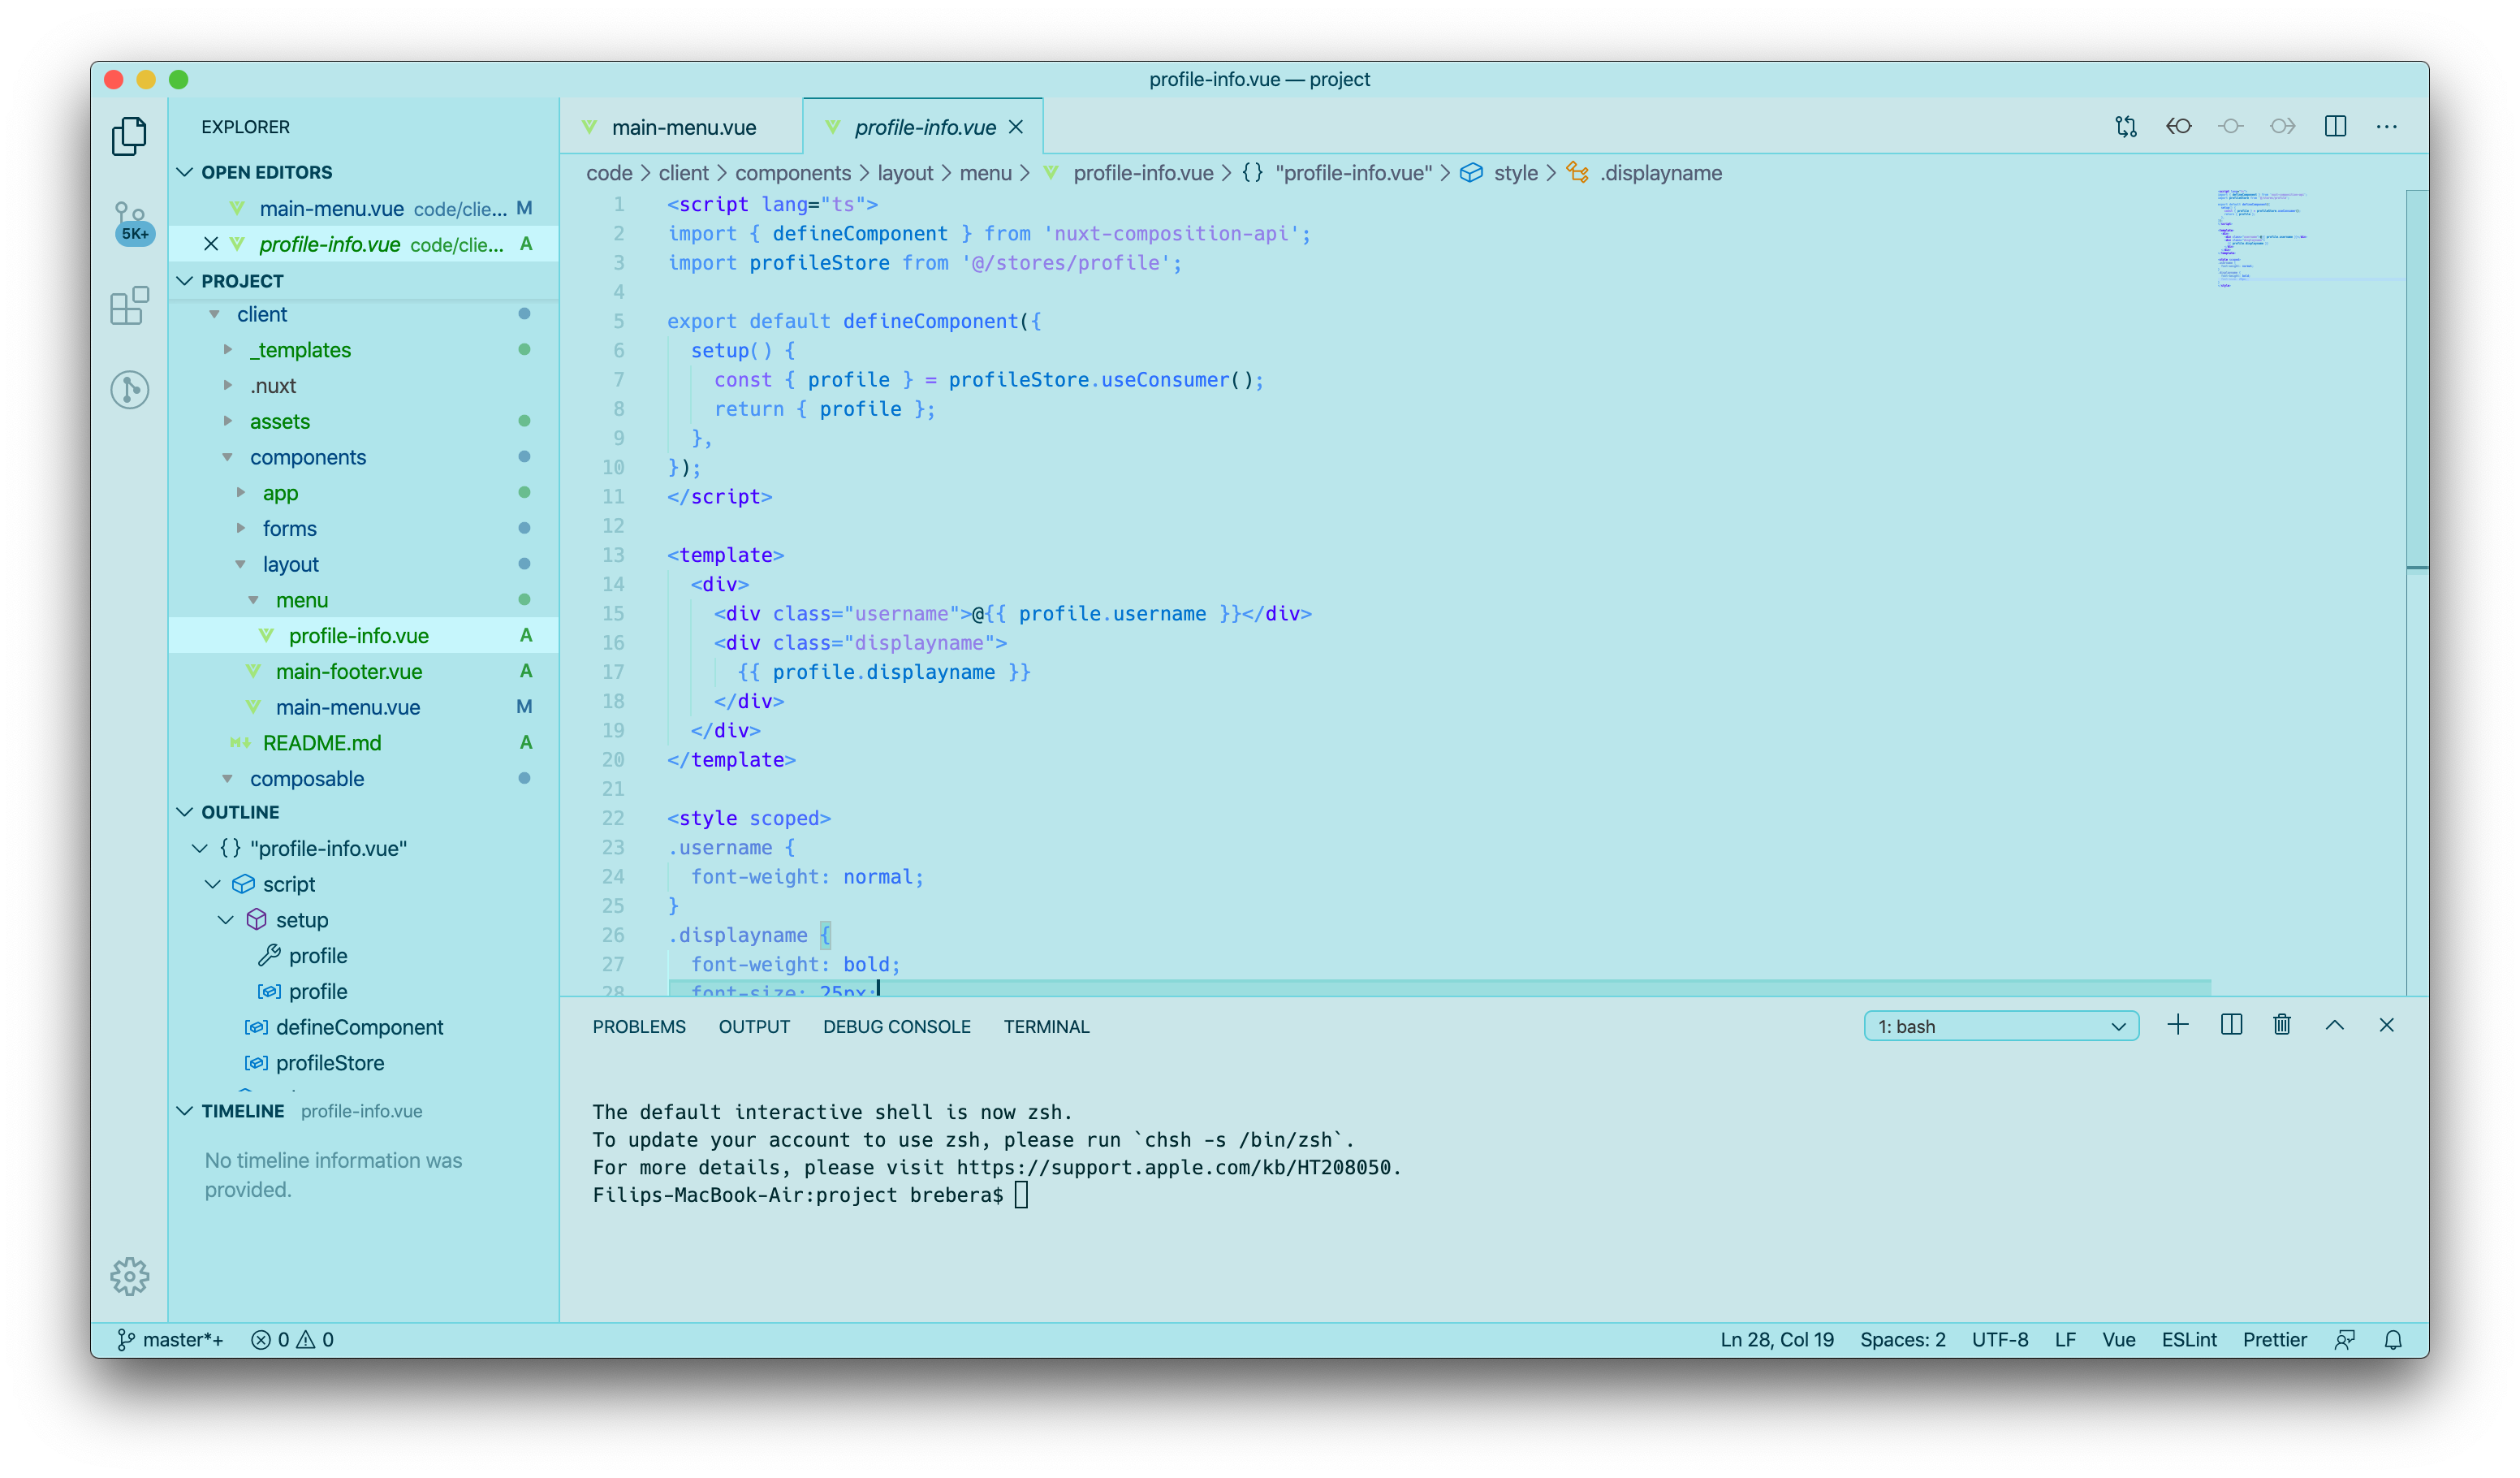 profile-info.vue — project
EXPLORER
OPEN EDITORS
main-menu.vue code/clie... M
profile-info.vue code/clie... A
5K+
PROJECT
client
_templates
.nuxt
assets
components
app
forms
layout
menu
profile-info.vue A
main-footer.vue A
main-menu.vue M
README.md A
composable
OUTLINE
{} "profile-info.vue"
script
setup
profile
profile
defineComponent
profileStore
TIMELINE profile-info.vue
No timeline information was
provided.
main-menu.vue
profile-info.vue
code > client > components > layout > menu > profile-info.vue > {} "profile-info.vue" > style > .displayname
1 <script lang="ts">
2 import { defineComponent } from 'nuxt-composition-api';
3 import profileStore from '@/stores/profile';
4
5 export default defineComponent({
6   setup() {
7     const { profile } = profileStore.useConsumer();
8     return { profile };
9   },
10 });
11 </script>
12
13 <template>
14   <div>
15     <div class="username">@{{ profile.username }}</div>
16     <div class="displayname">
17       {{ profile.displayname }}
18     </div>
19   </div>
20 </template>
21
22 <style scoped>
23 .username {
24   font-weight: normal;
25 }
26 .displayname {
27   font-weight: bold;
28   font-size: 25px;
PROBLEMS OUTPUT DEBUG CONSOLE TERMINAL 1: bash
The default interactive shell is now zsh.
To update your account to use zsh, please run `chsh -s /bin/zsh`.
For more details, please visit https://support.apple.com/kb/HT208050.
Filips-MacBook-Air:project brebera$
master*+ 0 0 Ln 28, Col 19 Spaces: 2 UTF-8 LF Vue ESLint Prettier